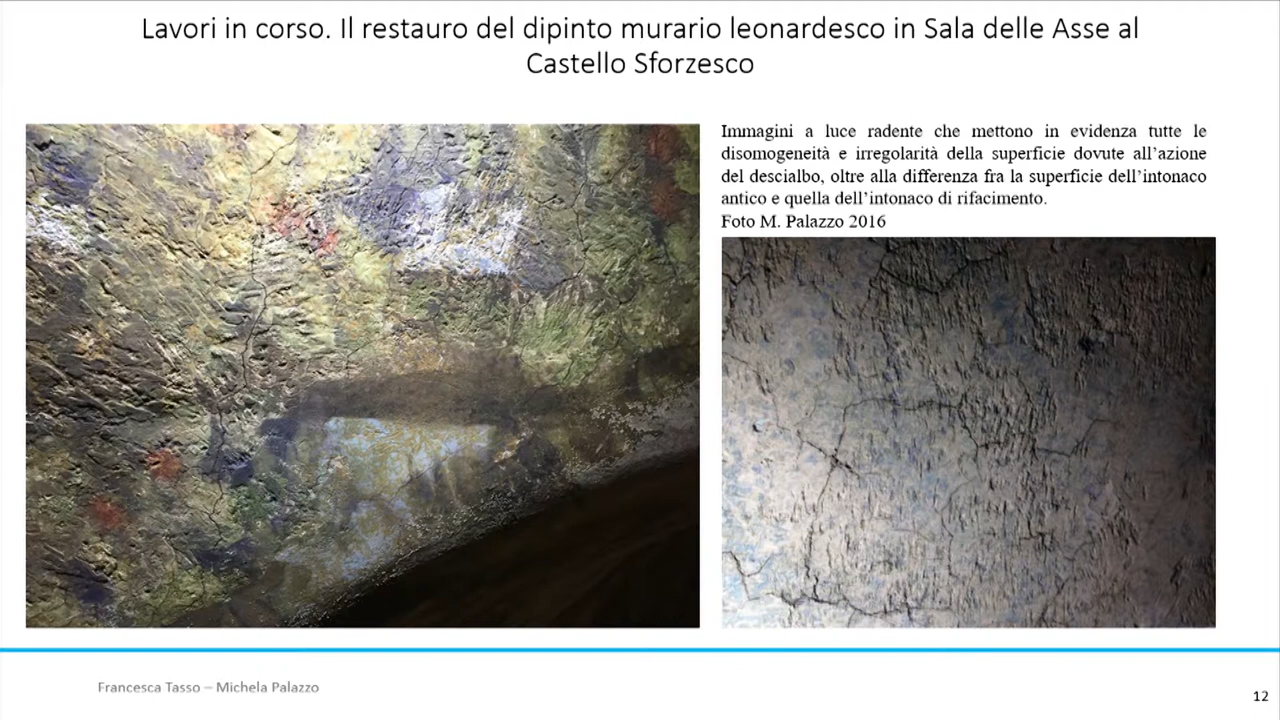 Lavori in corso. Il restauro del dipinto murario leonardesco in Sala delle Asse al
Castello Sforzesco
Immagini a luce radente che mettono in evidenza tutte le
disomogeneità e irregolarità della superficie dovute all’azione
del descialbo, oltre alla differenza fra la superficie dell’intonaco
antico e quella dell’intonaco di rifacimento.
Foto M. Palazzo 2016
Francesca Tasso – Michela Palazzo
12